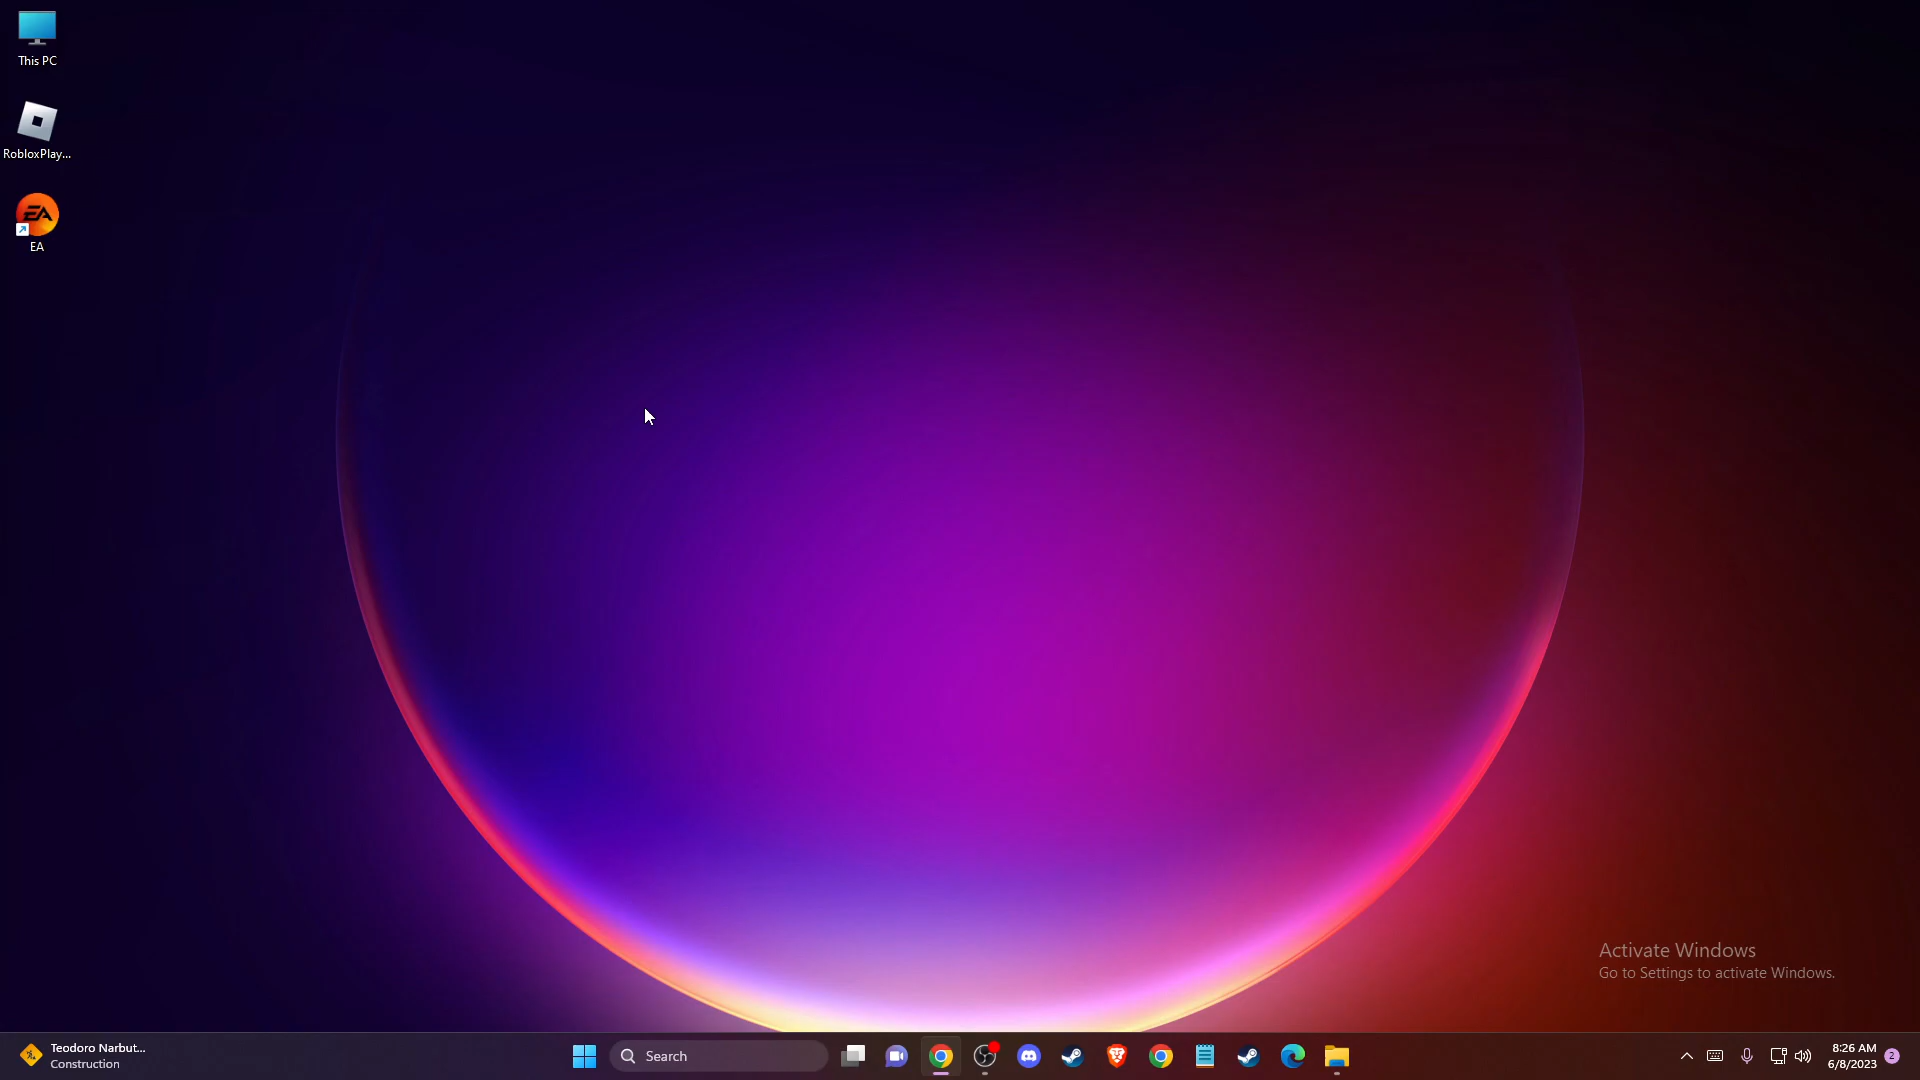 This PC
RobloxPlay...
EA
EA
Activate Windows
Go to Settings to activate Windows.
Teodoro Narbut...
Construction
Search
8:26 AM
6/8/2023
2